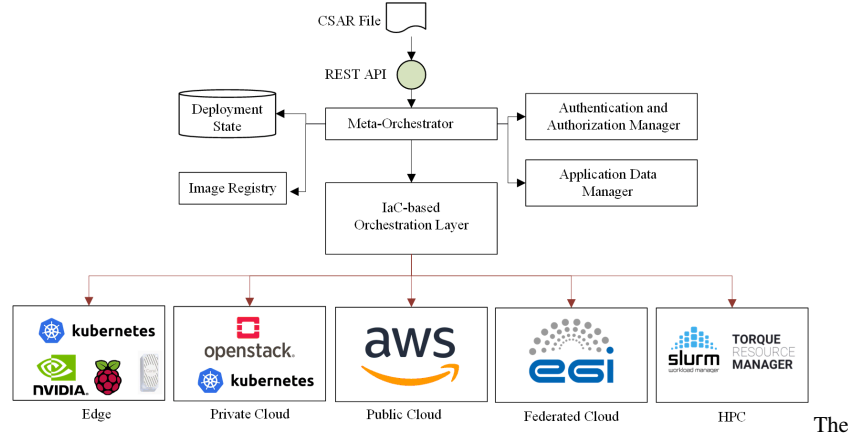 CSAR File
REST API
Deployment
State
Meta-Orchestrator
Authentication and
Authorization Manager
Image Registry
IaC-based
Orchestration Layer
Application Data
Manager
kubernetes
NVIDIA.
openstack.
kubernetes
aws
eGi
slurm
workload manager
TORQUE
RESOURCE
MANAGER
Edge
Private Cloud
Public Cloud
Federated Cloud
HPC
The